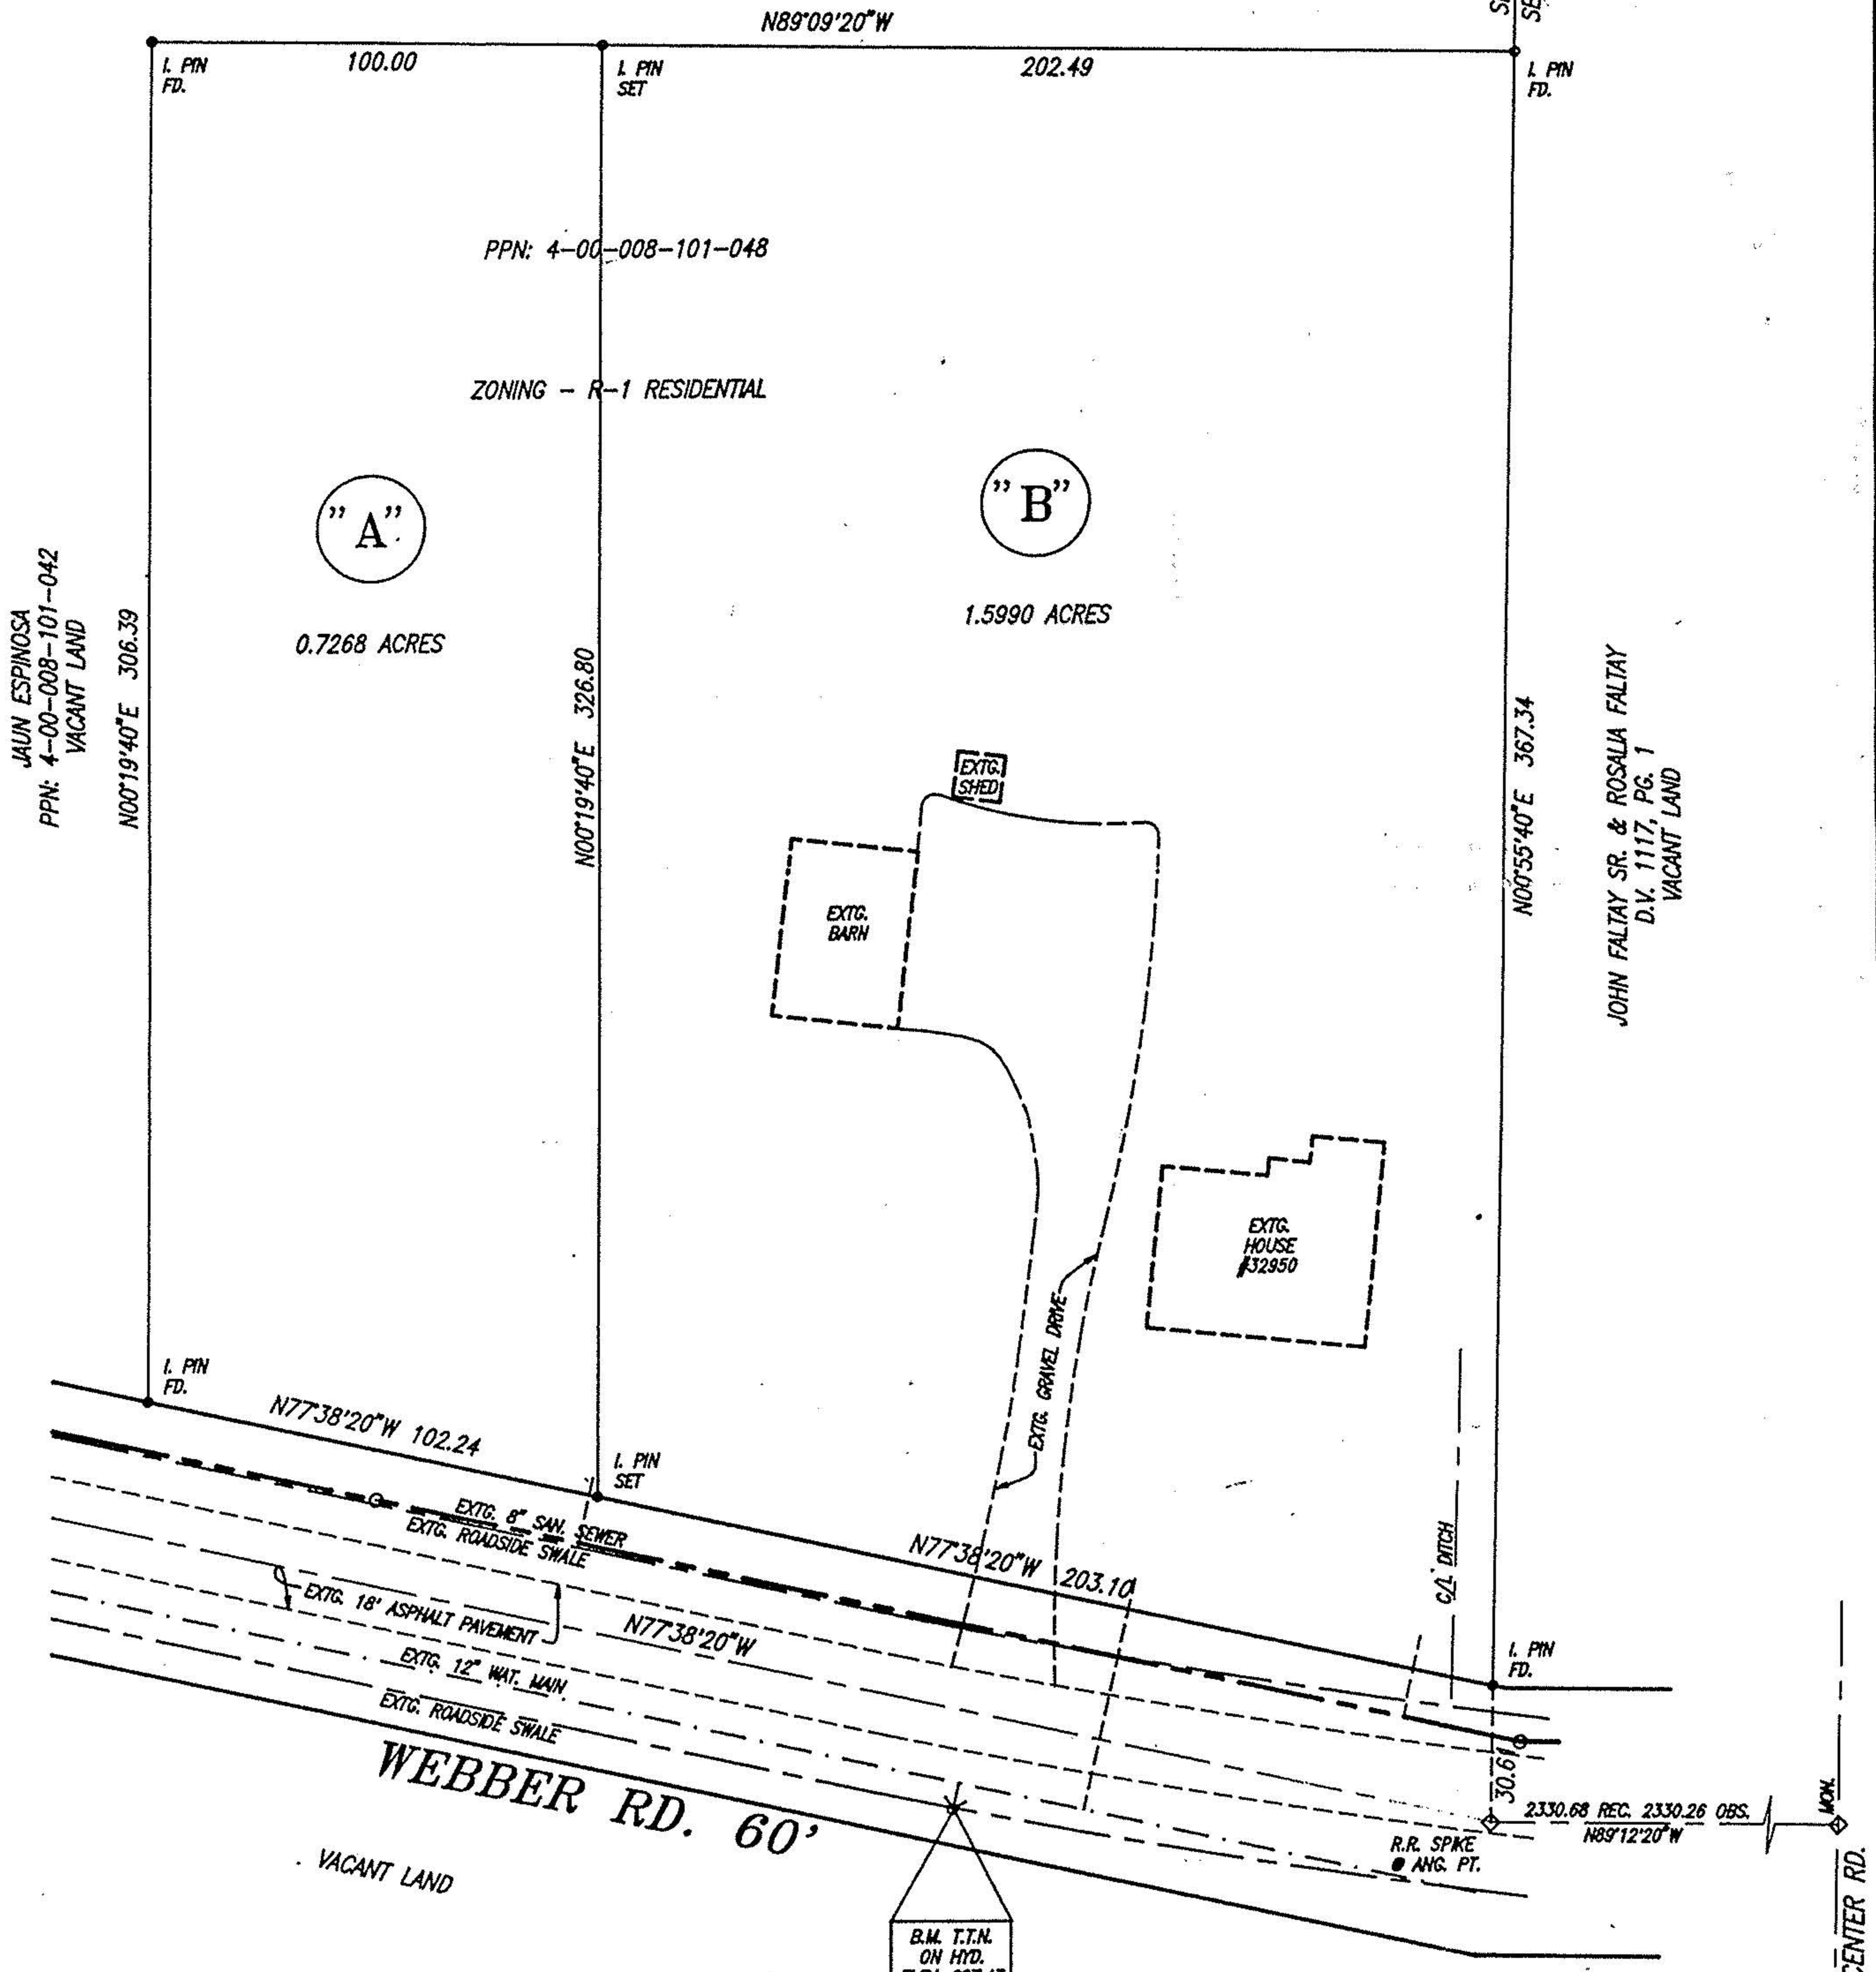 N89°09'20"W
100.00
202.49
I. PIN
FD.
I. PIN
SET
I. PIN
FD.
PPN: 4-00-008-101-048
ZONING - R-1 RESIDENTIAL
"A"
0.7268 ACRES
"B"
1.5990 ACRES
JAUN ESPINOSA
PPN: 4-00-008-101-042
VACANT LAND
N00°19'40"E 306.39
N00°19'40"E 326.80
N00°55'40"E 367.34
JOHN FALTAY SR. & ROSALIA FALTAY
D.V. 1117, PG. 1
VACANT LAND
EXTG.
SHED
EXTG.
BARN
EXTG.
HOUSE
#32950
EXTG. GRAVEL DRIVE
I. PIN
FD.
N77°38'20"W 102.24
I. PIN
SET
EXTG. 8" SAN. SEWER
EXTG. ROADSIDE SWALE
N77°38'20"W 203.10
C/L DITCH
EXTG. 18' ASPHALT PAVEMENT
N77°38'20"W
EXTG. 12" WAT. MAIN
EXTG. ROADSIDE SWALE
I. PIN
FD.
30.61
WEBBER RD. 60'
2330.68 REC. 2330.26 OBS.
N89°12'20"W
MON.
R.R. SPIKE
@ ANG. PT.
VACANT LAND
CENTER RD.
B.M. T.T.N.
ON HYD.